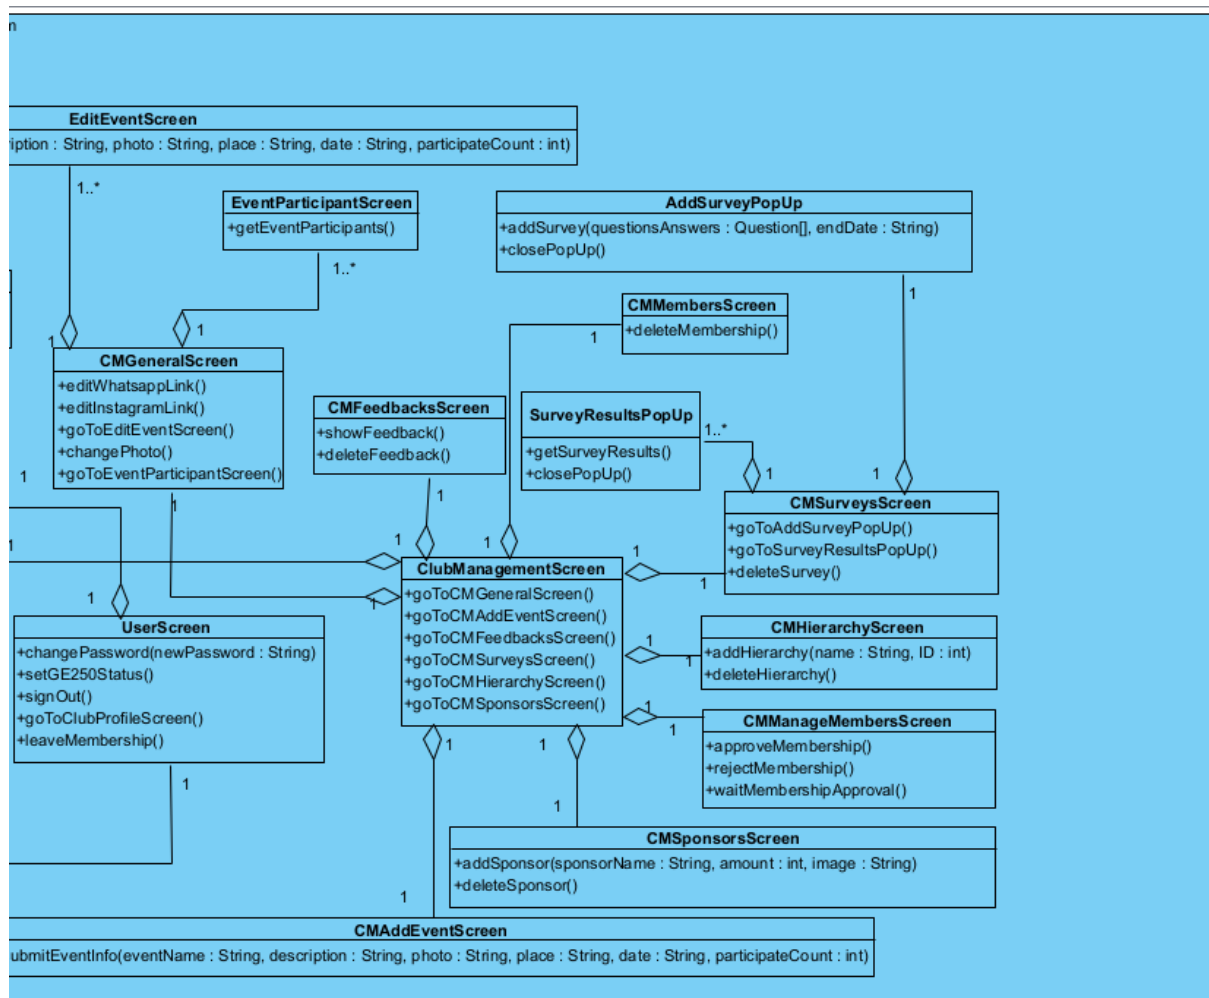 m
EditEventScreen
iption : String, photo : String, place : String, date : String, participateCount : int)
1..*
1
EventParticipantScreen
+getEventParticipants()
1..*
1
AddSurveyPopUp
+addSurvey(questionsAnswers : Question[], endDate : String)
+closePopUp()
1
1
CMMembersScreen
+deleteMembership()
1
1
CMGeneralScreen
+editWhatsappLink()
+editInstagramLink()
+goToEditEventScreen()
+changePhoto()
+goToEventParticipantScreen()
1
1
1
CMFeedbacksScreen
+showFeedback()
+deleteFeedback()
1
1
SurveyResultsPopUp
+getSurveyResults()
+closePopUp()
1..*
1
CMSurveysScreen
+goToAddSurveyPopUp()
+goToSurveyResultsPopUp()
+deleteSurvey()
1
1
1
ClubManagementScreen
+goToCMGeneralScreen()
+goToCMAddEventScreen()
+goToCMFeedbacksScreen()
+goToCMSurveysScreen()
+goToCMHierarchyScreen()
+goToCMSponsorsScreen()
1
UserScreen
+changePassword(newPassword : String)
+setGE250Status()
+signOut()
+goToClubProfileScreen()
+leaveMembership()
1
CMHierarchyScreen
+addHierarchy(name : String, ID : int)
+deleteHierarchy()
1
1
CMManageMembersScreen
+approveMembership()
+rejectMembership()
+waitMembershipApproval()
1
1
1
1
1
CMSponsorsScreen
+addSponsor(sponsorName : String, amount : int, image : String)
+deleteSponsor()
1
CMAddEventScreen
ubmitEventInfo(eventName : String, description : String, photo : String, place : String, date : String, participateCount : int)